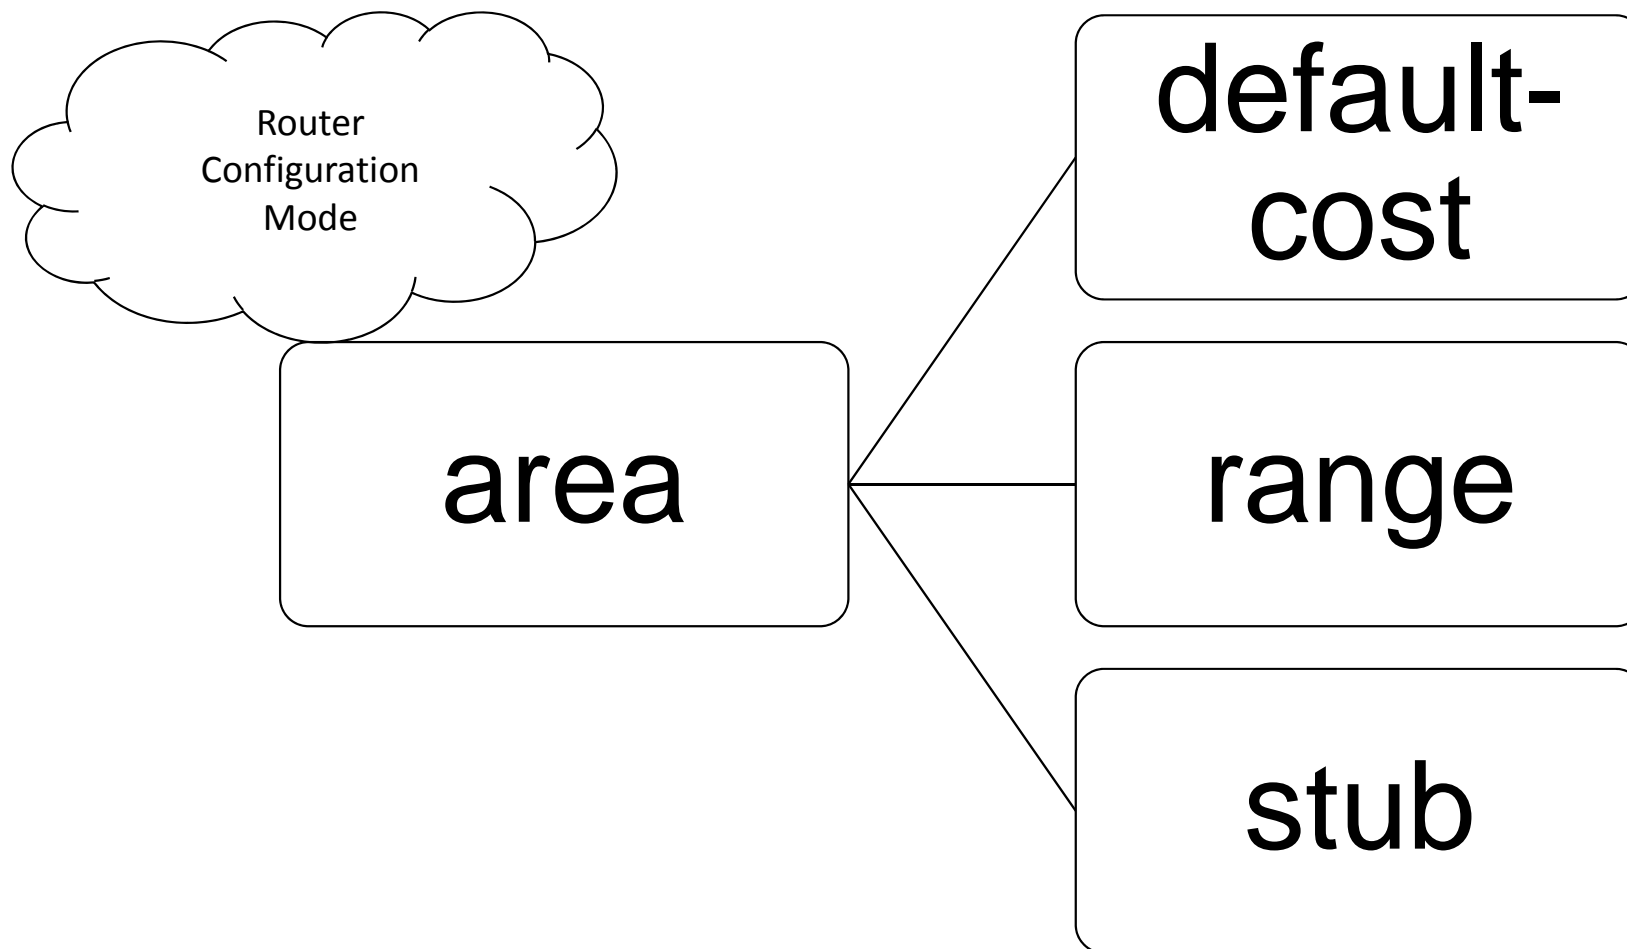 Router
Configuration
Mode
area
default-
cost
range
stub